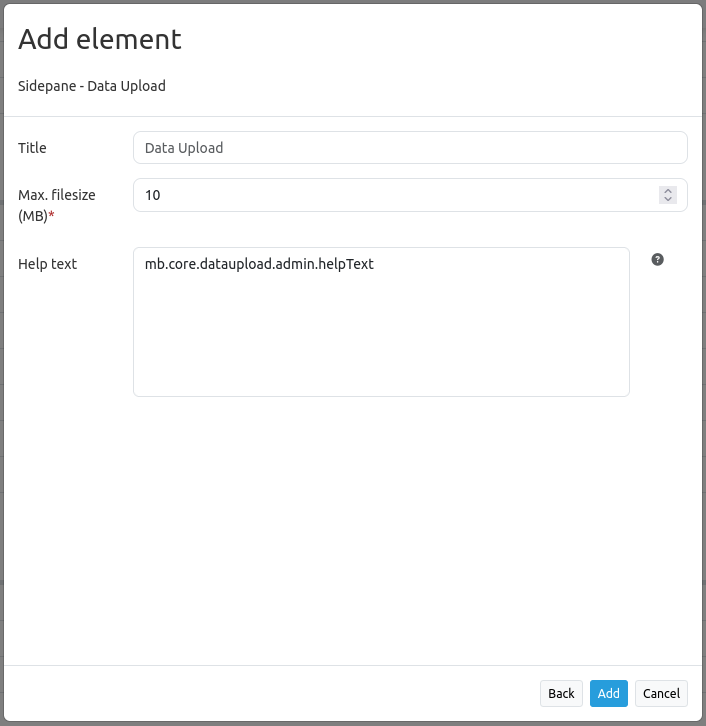 Add element
Sidepane - Data Upload
Title
Data Upload
Max. filesize
(MB)*
10
Help text
mb.core.dataupload.admin.helpText
?
Back
Add
Cancel